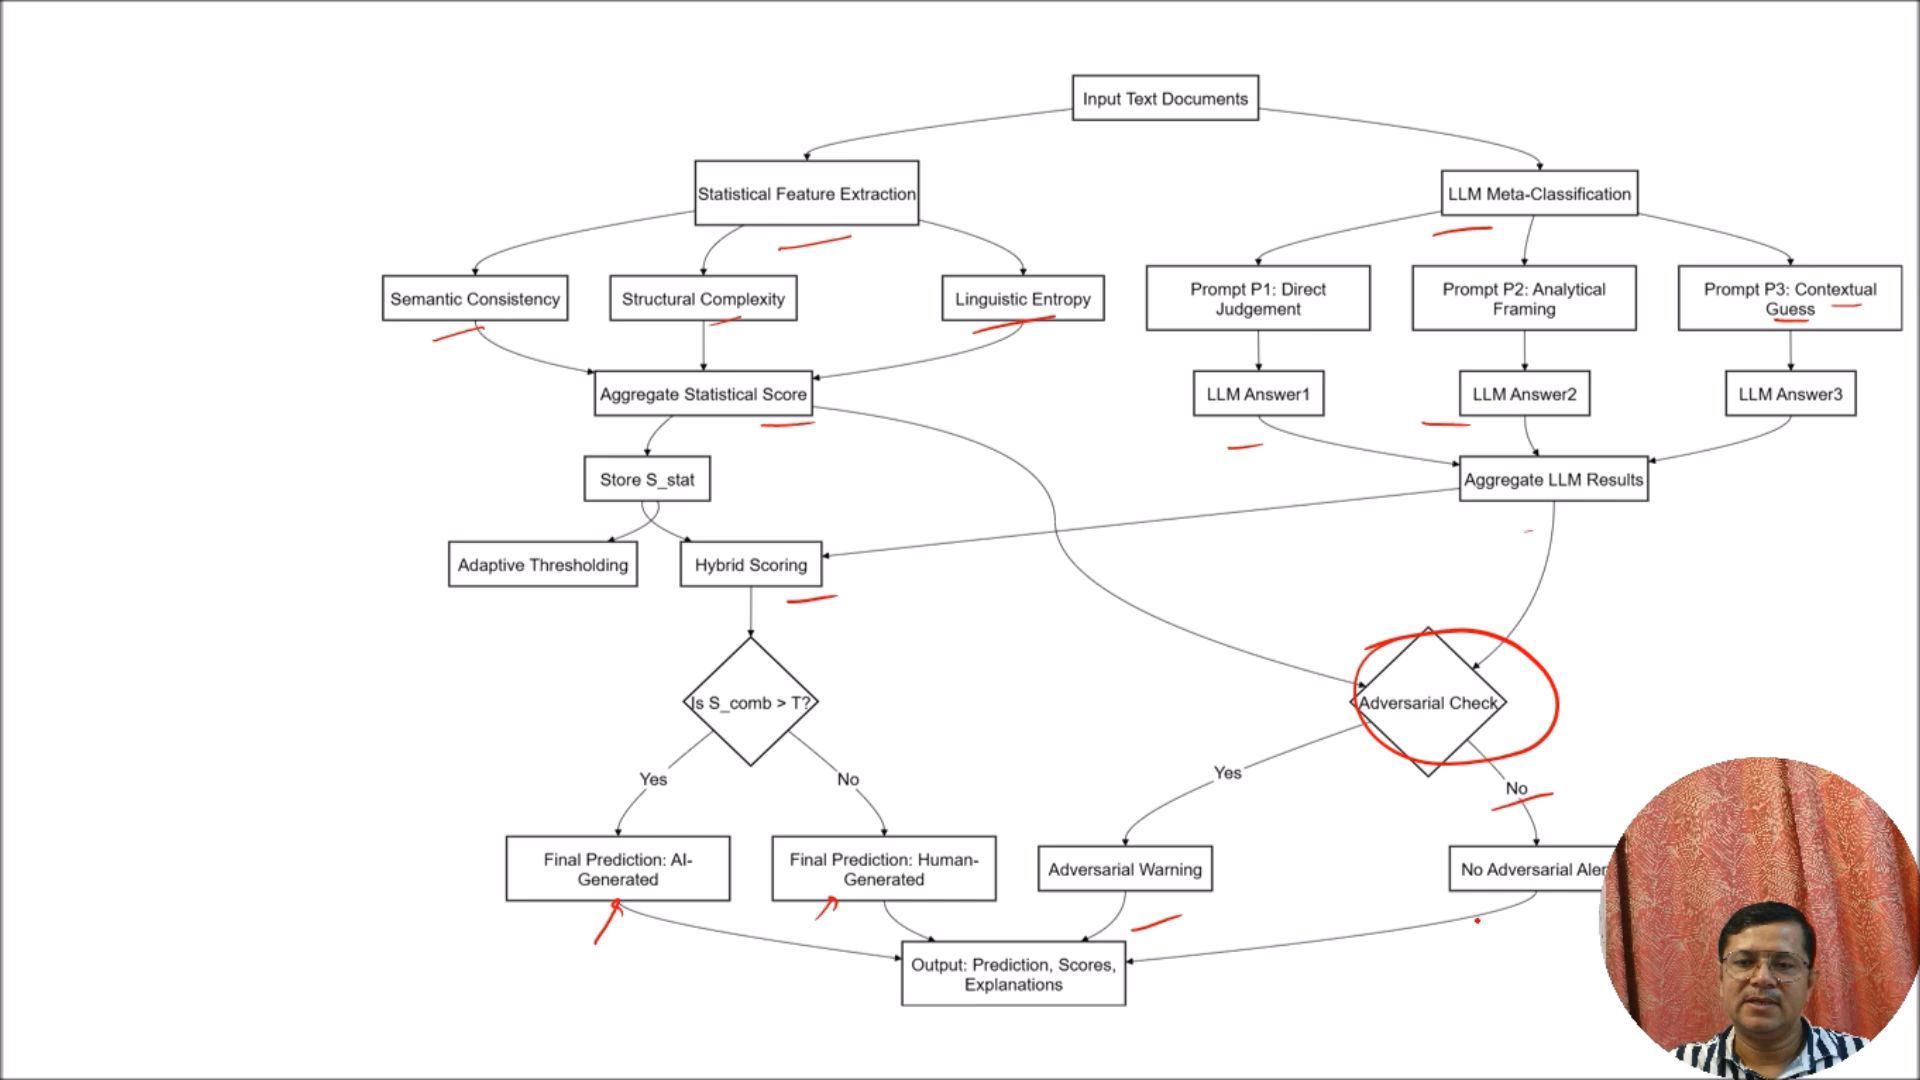 Input Text Documents
Statistical Feature Extraction
LLM Meta-Classification
Semantic Consistency
Structural Complexity
Linguistic Entropy
Prompt P1: Direct
Judgement
Prompt P2: Analytical
Framing
Prompt P3: Contextual
Guess
Aggregate Statistical Score
LLM Answer1
LLM Answer2
LLM Answer3
Store S_stat
Aggregate LLM Results
Adaptive Thresholding
Hybrid Scoring
Is S_comb > T?
Adversarial Check
Yes
No
Yes
No
Final Prediction: AI-
Generated
Final Prediction: Human-
Generated
Adversarial Warning
No Adversarial Aler
Output: Prediction, Scores,
Explanations